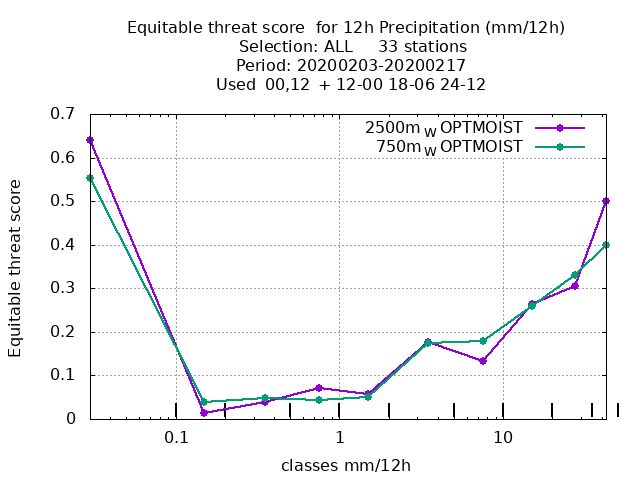 Equitable threat score  for 12h Precipitation (mm/12h)
Selection: ALL     33 stations
Period: 20200203-20200217
Used  00,12  + 12-00 18-06 24-12
2500m W OPTMOIST
750m W OPTMOIST
0.7
0.6
0.5
0.4
0.3
0.2
0.1
0
Equitable threat score
0.1 1 10
classes mm/12h